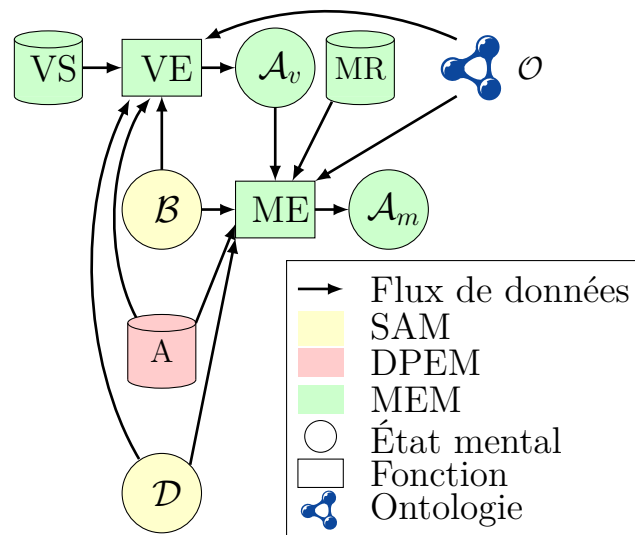 VS VE 𝒜ᵥ MR 𝒪
ℬ ME 𝒜ₘ
A
𝒟
Flux de données
SAM
DPEM
MEM
État mental
Fonction
Ontologie